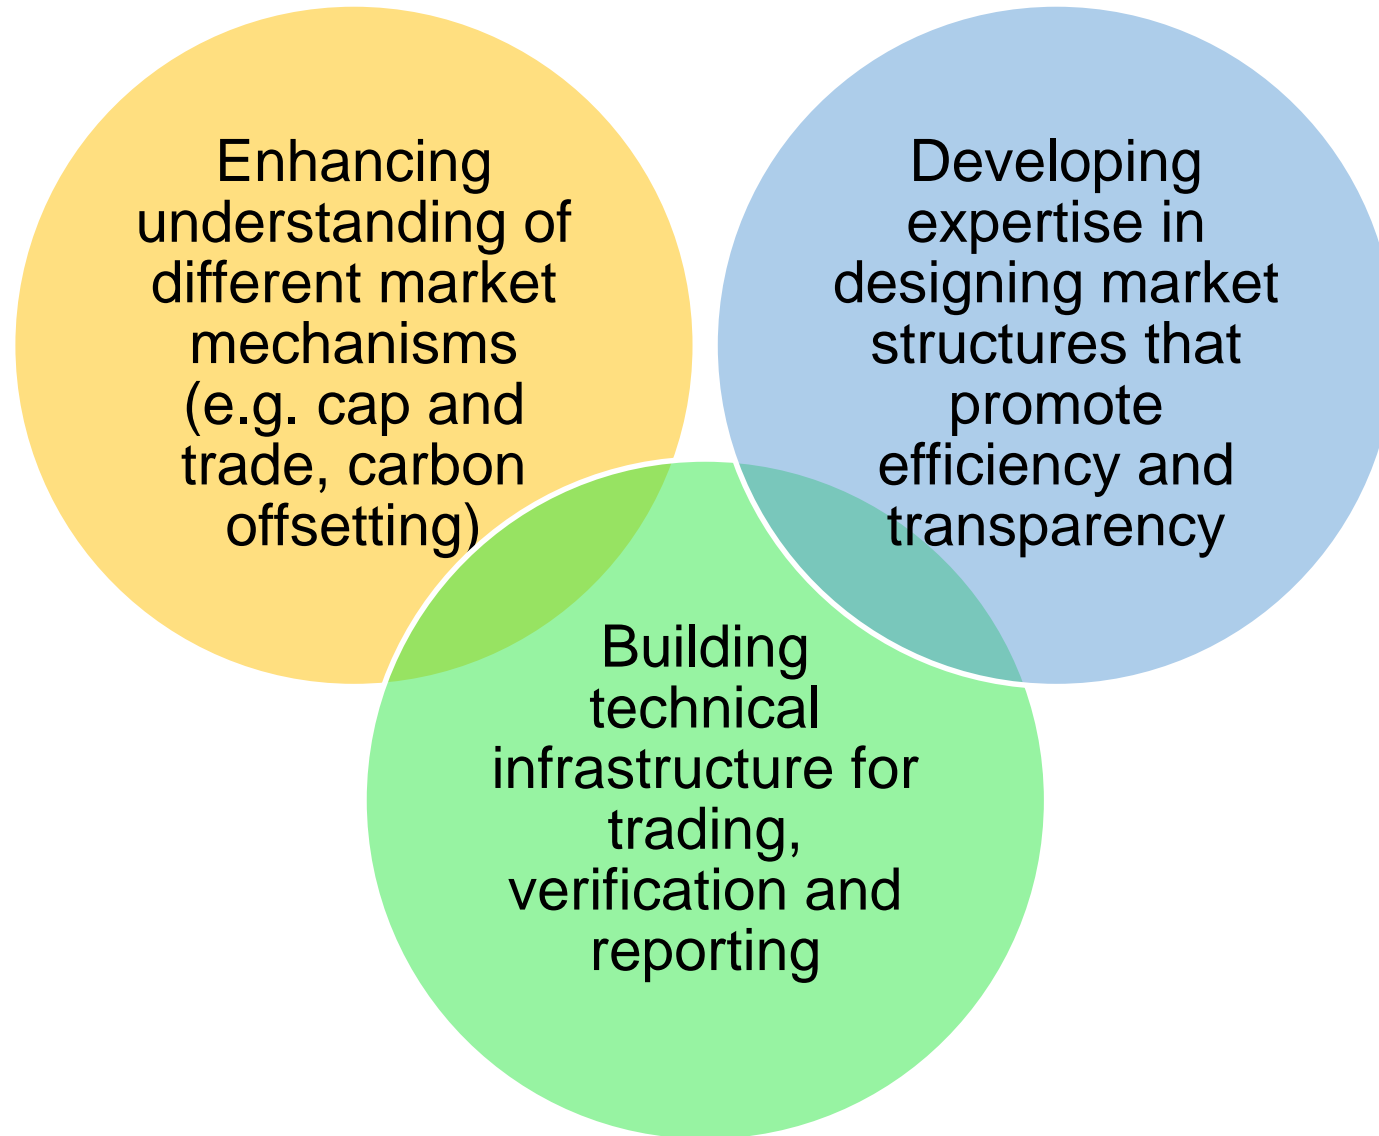 Enhancing
understanding of
different market
mechanisms
(e.g. cap and
trade, carbon
offsetting)
Developing
expertise in
designing market
structures that
promote
efficiency and
transparency
Building
technical
infrastructure for
trading,
verification and
reporting